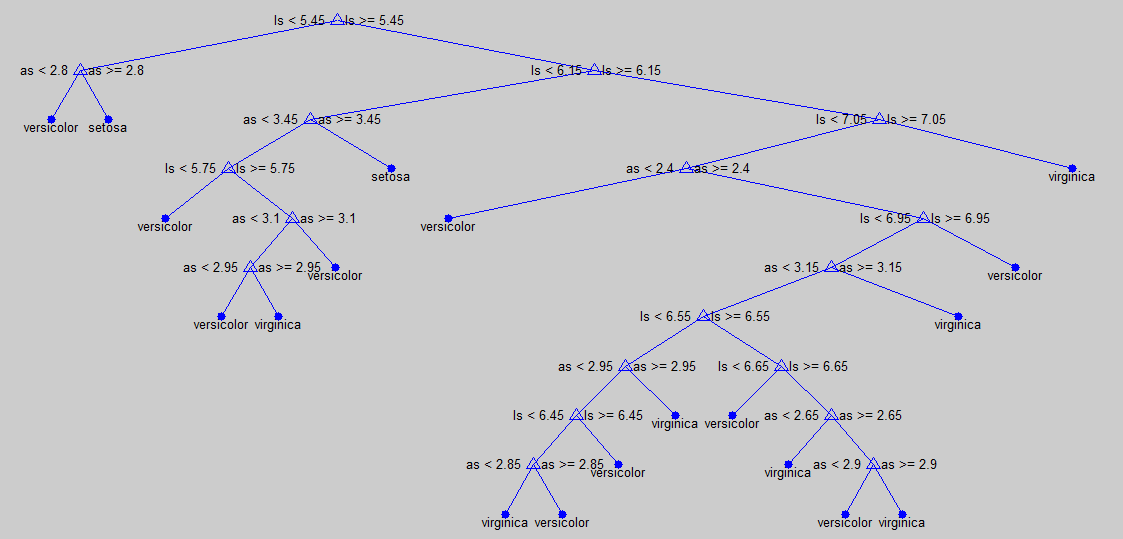 ls < 5.45 ls >= 5.45
as < 2.8 as >= 2.8 ls < 6.15 ls >= 6.15
versicolor setosa as < 3.45 as >= 3.45 ls < 7.05 ls >= 7.05
ls < 5.75 ls >= 5.75 setosa as < 2.4 as >= 2.4 virginica
versicolor as < 3.1 as >= 3.1 versicolor ls < 6.95 ls >= 6.95
as < 2.95 as >= 2.95 versicolor as < 3.15 as >= 3.15 versicolor
versicolor virginica ls < 6.55 ls >= 6.55 virginica
as < 2.95 as >= 2.95 ls < 6.65 ls >= 6.65
ls < 6.45 ls >= 6.45 virginica versicolor as < 2.65 as >= 2.65
as < 2.85 as >= 2.85 versicolor virginica as < 2.9 as >= 2.9
virginica versicolor versicolor virginica